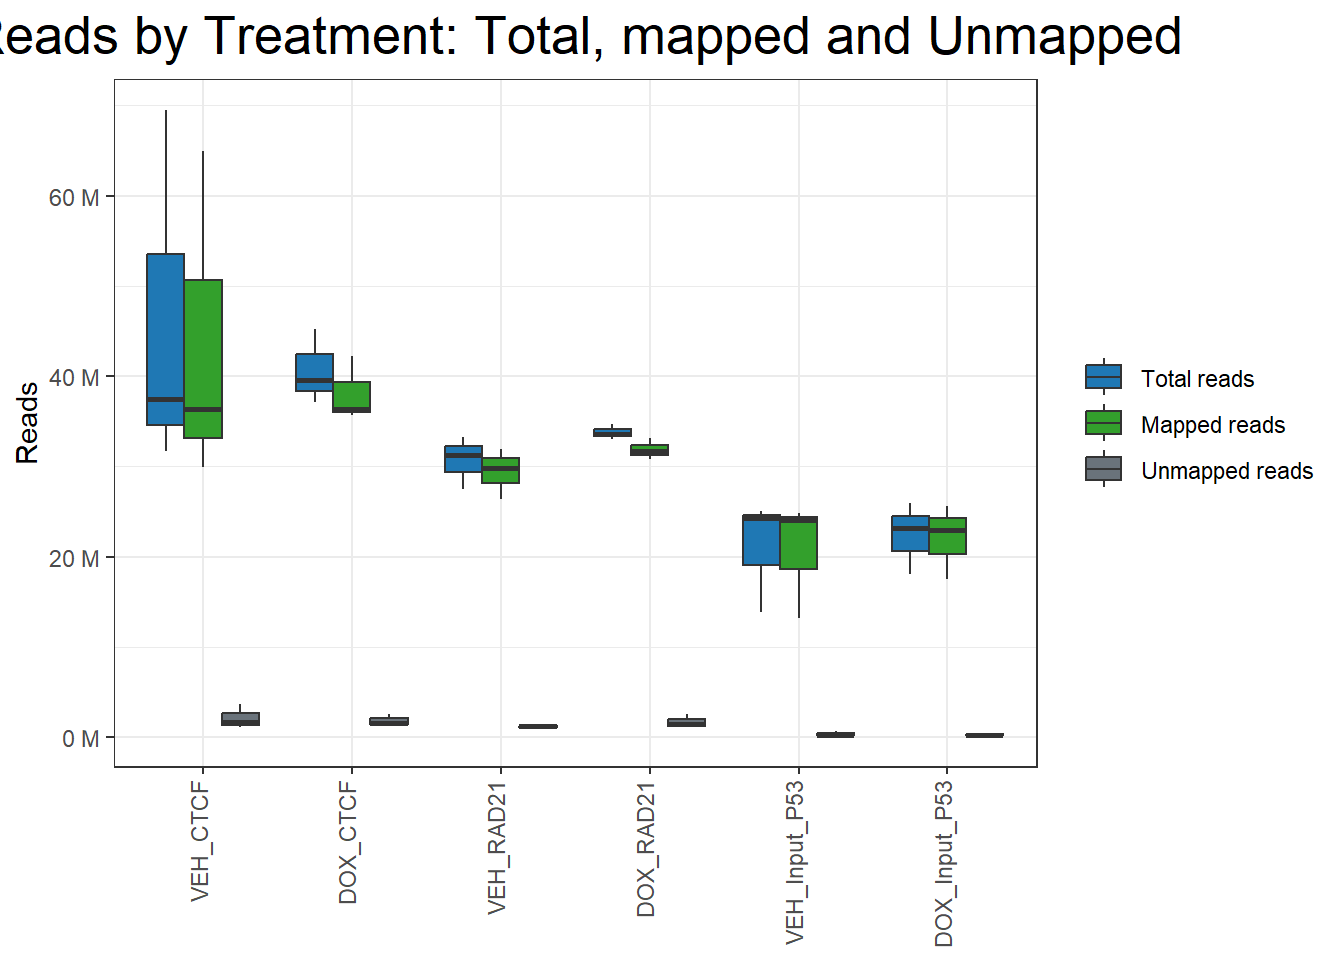 Reads by Treatment: Total, mapped and Unmapped
60 M
40 M
20 M
0 M
Reads
Total reads
Mapped reads
Unmapped reads
VEH_CTCF
DOX_CTCF
VEH_RAD21
DOX_RAD21
VEH_Input_P53
DOX_Input_P53